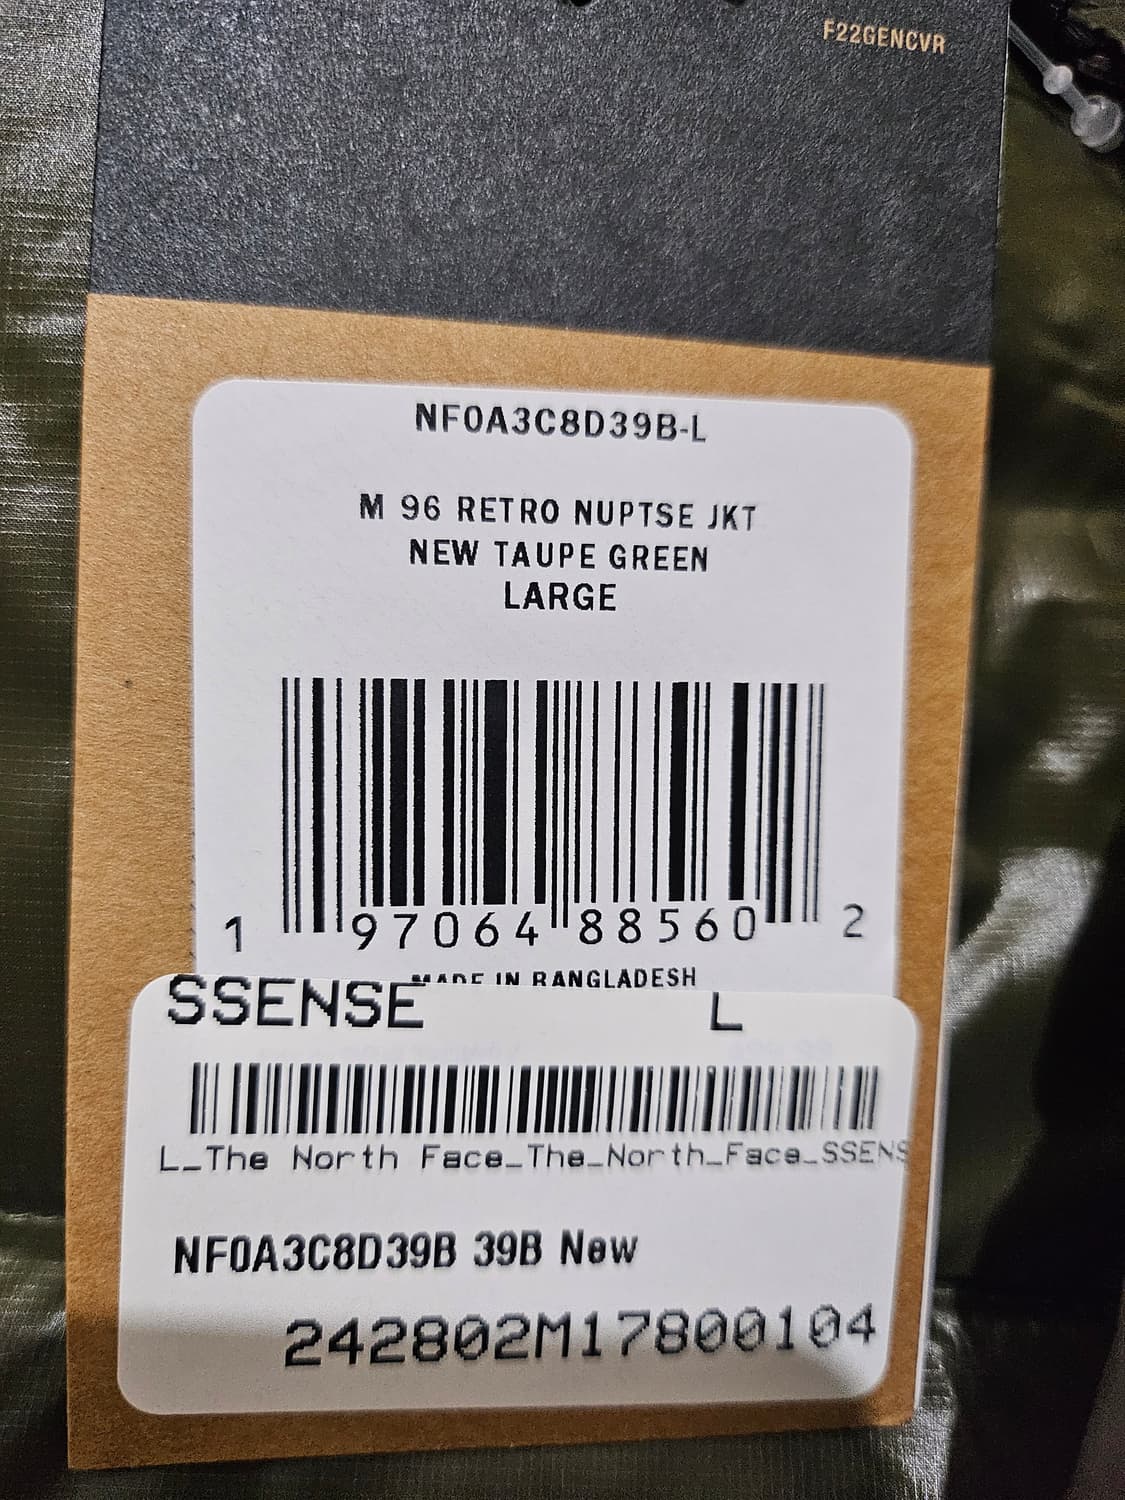 F22GENCVR
NF0A3C8D39B-L
M 96 RETRO NUPTSE JKT
NEW TAUPE GREEN
LARGE
1 97064 88560 2
MADE IN BANGLADESH
SSENSE L
L_The North Face_The_North_Face_SSENS
NF0A3C8D39B 39B New
242802M17800104